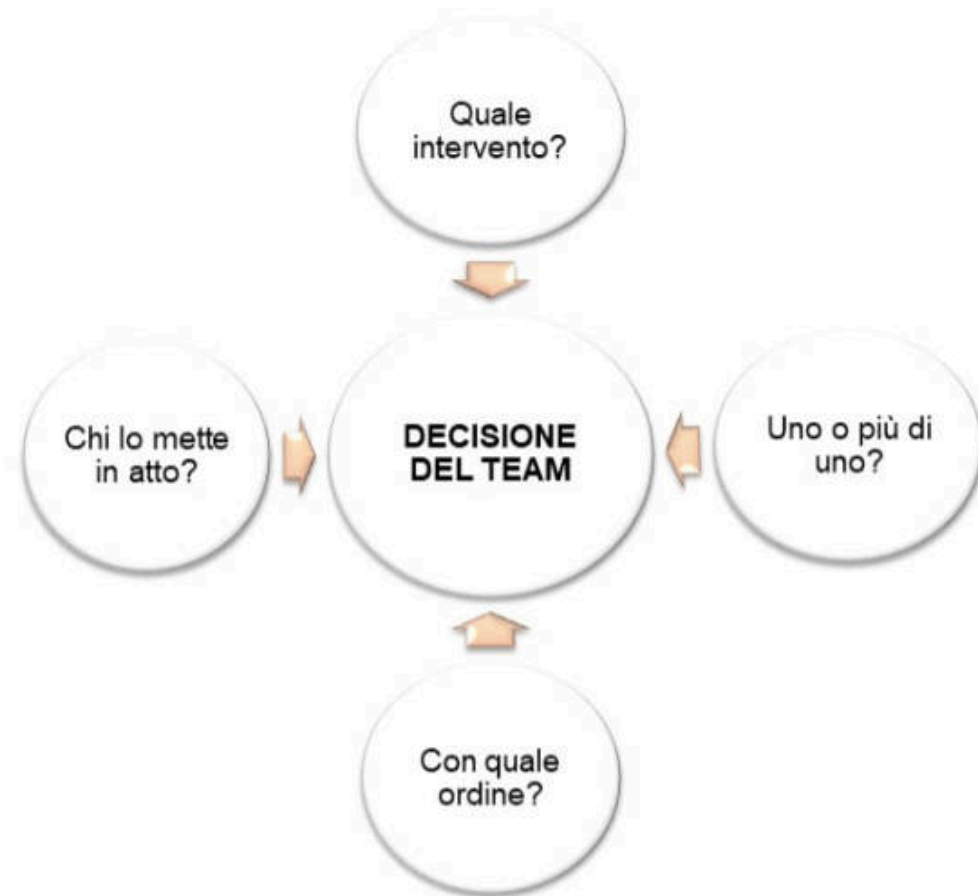 Quale
intervento?
Chi lo mette
in atto?
DECISIONE
DEL TEAM
Uno o più di
uno?
Con quale
ordine?